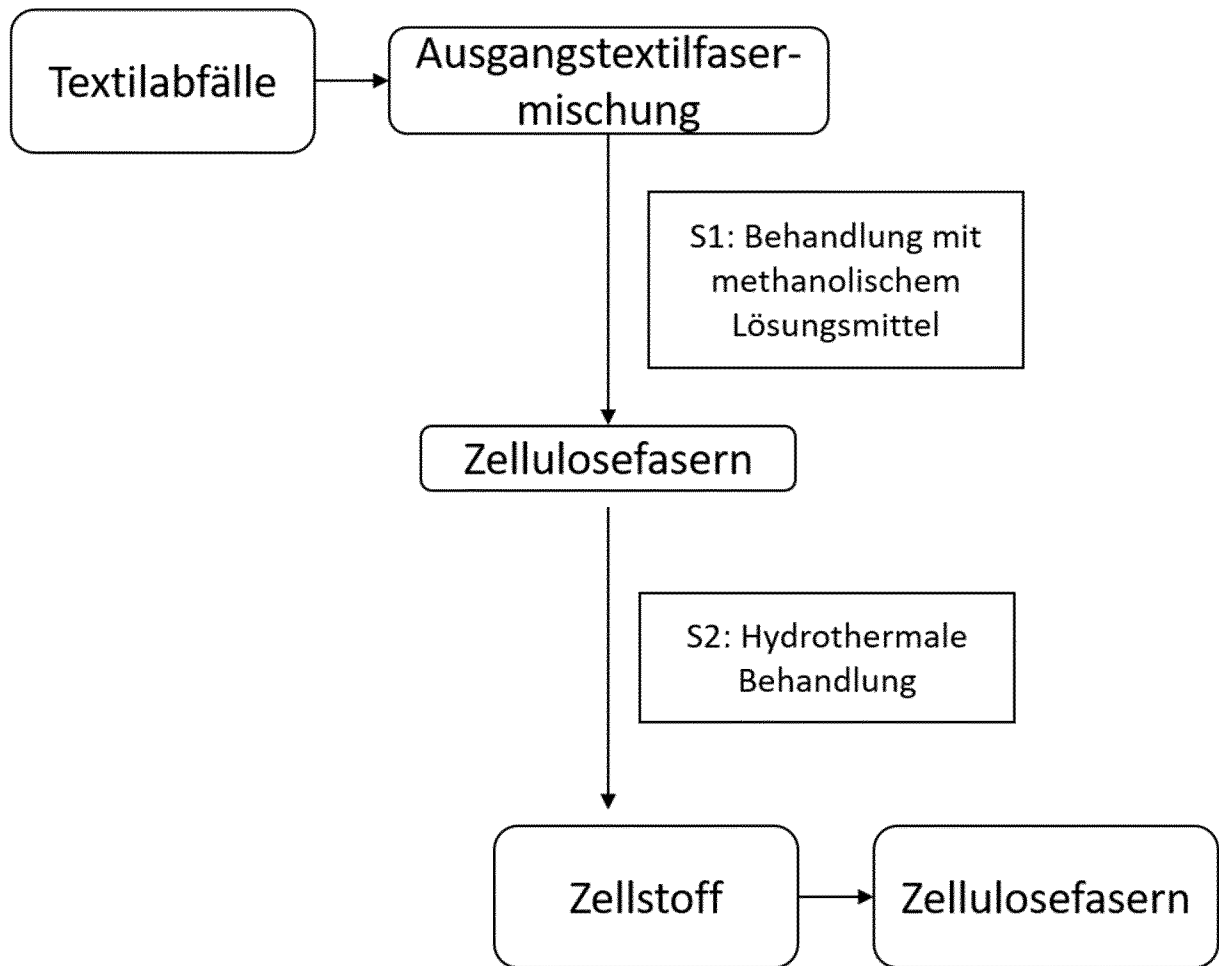 Textilabfälle
Ausgangstextilfaser-
mischung
S1: Behandlung mit
methanolischem
Lösungsmittel
Zellulosefasern
S2: Hydrothermale
Behandlung
Zellstoff
Zellulosefasern